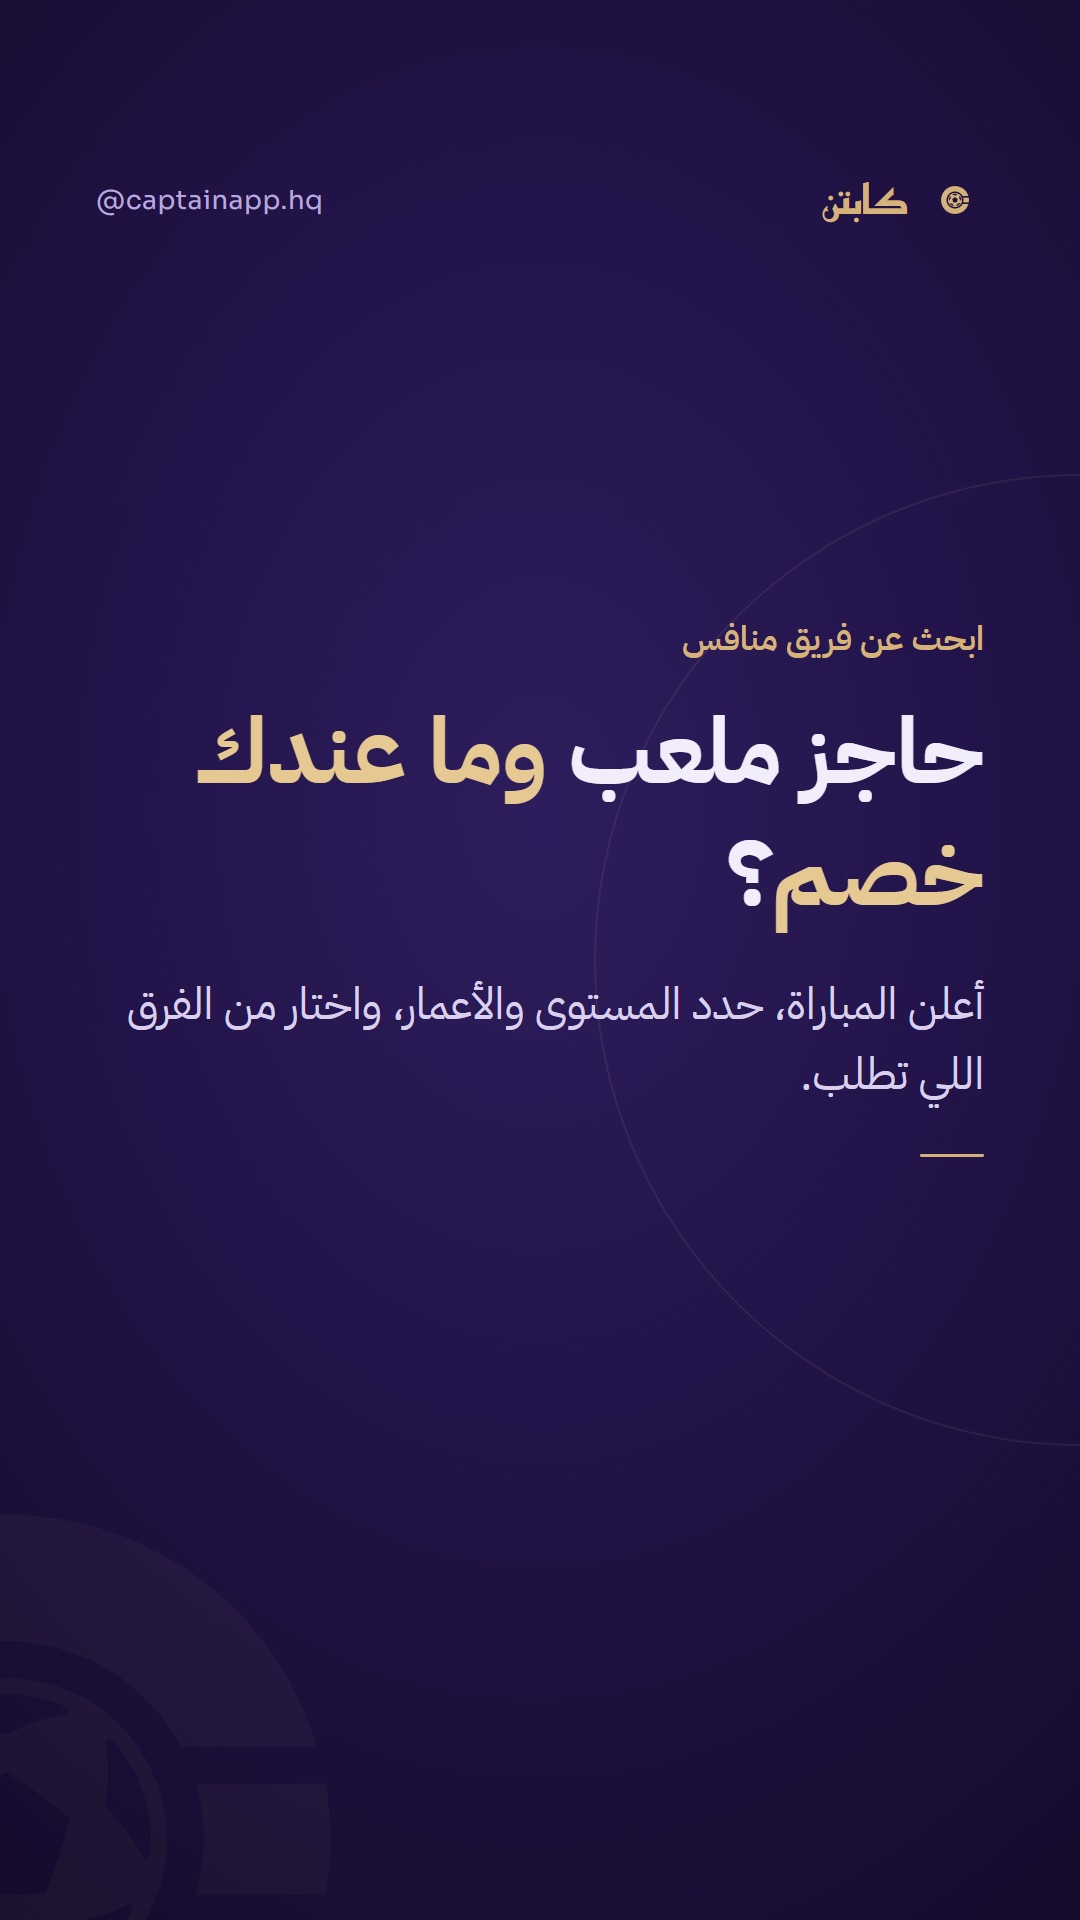 كابتن
@captainapp.hq
ابحث عن فريق منافس
حاجز ملعب وما عندك
خصم؟
أعلن المباراة، حدد المستوى والأعمار، واختار من الفرق
اللي تطلب.